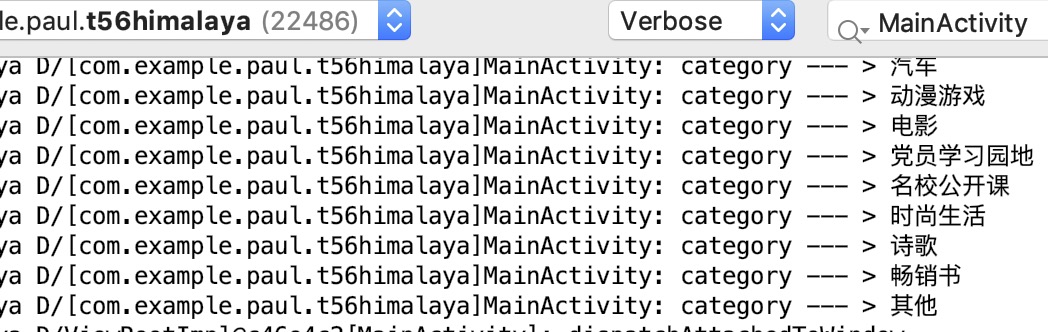 le.paul.t56himalaya (22486) Verbose MainActivity
ya D/[com.example.paul.t56himalaya]MainActivity: category --- > 汽车
ya D/[com.example.paul.t56himalaya]MainActivity: category --- > 动漫游戏
ya D/[com.example.paul.t56himalaya]MainActivity: category --- > 电影
ya D/[com.example.paul.t56himalaya]MainActivity: category --- > 党员学习园地
ya D/[com.example.paul.t56himalaya]MainActivity: category --- > 名校公开课
ya D/[com.example.paul.t56himalaya]MainActivity: category --- > 时尚生活
ya D/[com.example.paul.t56himalaya]MainActivity: category --- > 诗歌
ya D/[com.example.paul.t56himalaya]MainActivity: category --- > 畅销书
ya D/[com.example.paul.t56himalaya]MainActivity: category --- > 其他